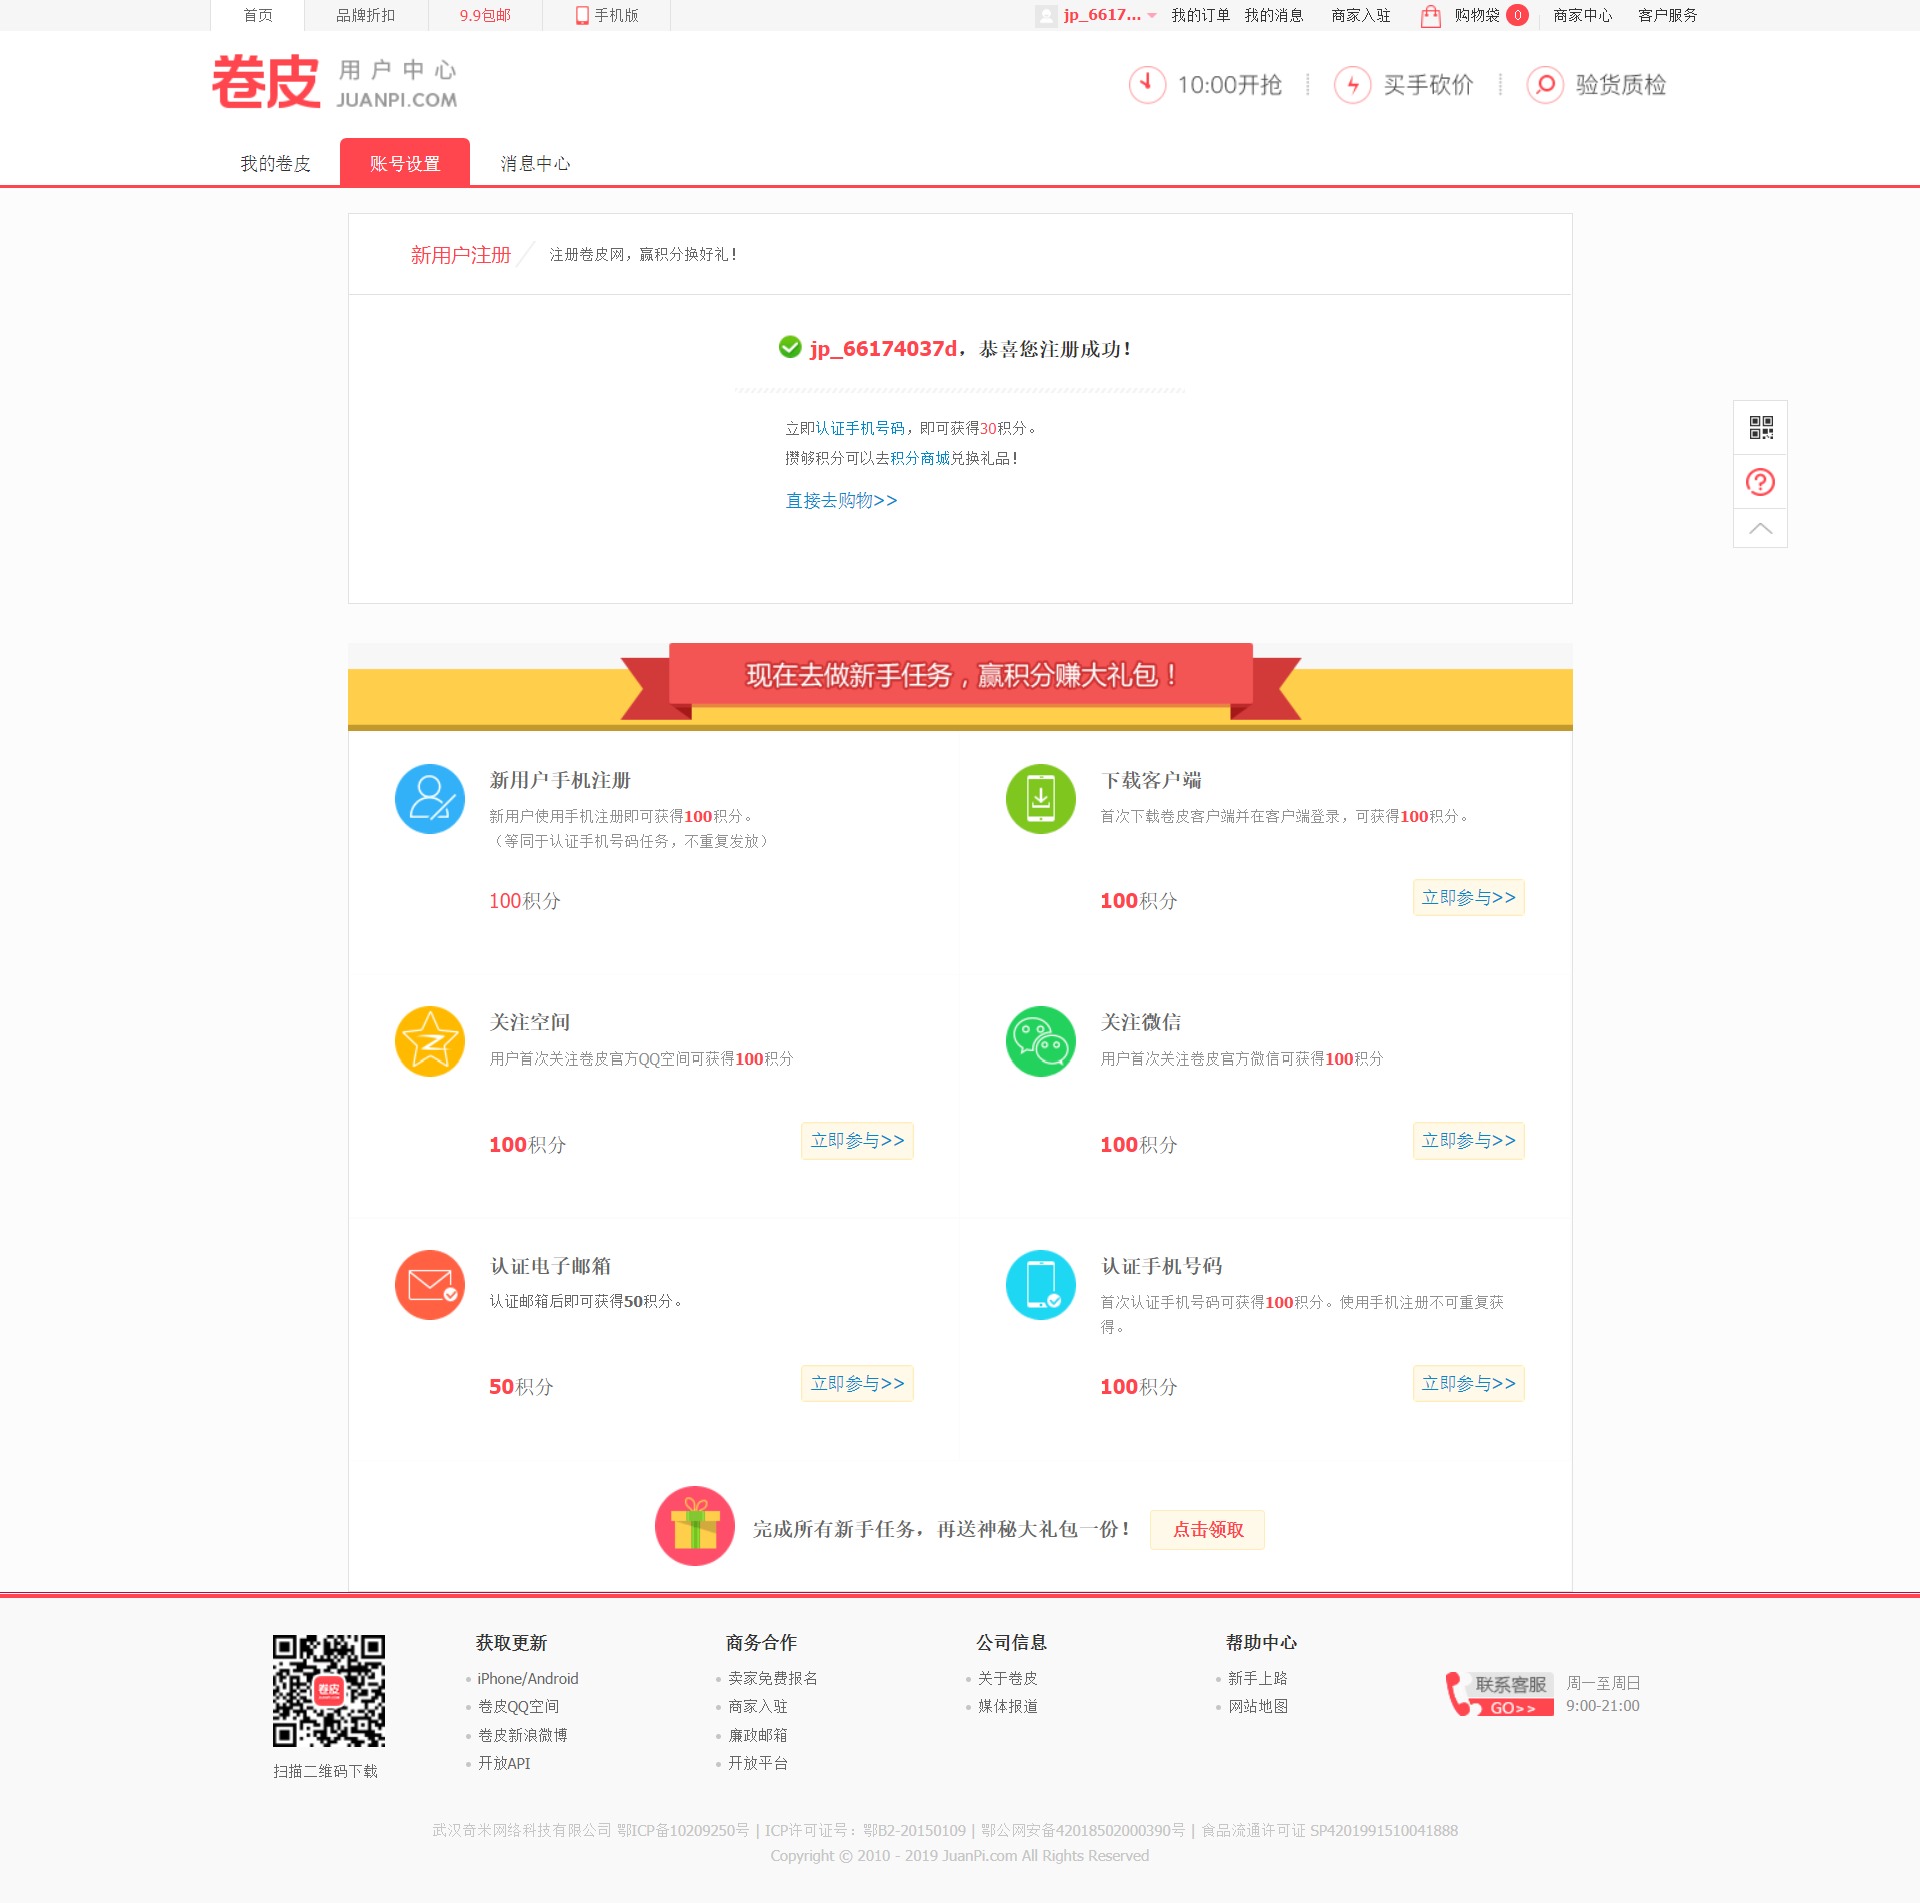 首页 品牌折扣 9.9包邮 手机版 jp_6617... 我的订单 我的消息 商家入驻 购物袋 0 商家中心 客户服务
卷皮 用户中心 JUANPI.COM
10:00开抢 买手砍价 验货质检
我的卷皮 账号设置 消息中心
新用户注册 注册卷皮网，赢积分换好礼！
jp_66174037d，恭喜您注册成功！
立即认证手机号码，即可获得30积分。
攒够积分可以去积分商城兑换礼品！
直接去购物>>
现在去做新手任务，赢积分赚大礼包！
新用户手机注册
新用户使用手机注册即可获得100积分。
（等同于认证手机号码任务，不重复发放）
100积分
下载客户端
首次下载卷皮客户端并在客户端登录，可获得100积分。
100积分 立即参与>>
关注空间
用户首次关注卷皮官方QQ空间可获得100积分
100积分 立即参与>>
关注微信
用户首次关注卷皮官方微信可获得100积分
100积分 立即参与>>
认证电子邮箱
认证邮箱后即可获得50积分。
50积分 立即参与>>
认证手机号码
首次认证手机号码可获得100积分。使用手机注册不可重复获
得。
100积分 立即参与>>
完成所有新手任务，再送神秘大礼包一份！ 点击领取
卷皮
扫描二维码下载
获取更新
iPhone/Android
卷皮QQ空间
卷皮新浪微博
开放API
商务合作
卖家免费报名
商家入驻
廉政邮箱
开放平台
公司信息
关于卷皮
媒体报道
帮助中心
新手上路
网站地图
联系客服
GO>>
周一至周日
9:00-21:00
武汉奇米网络科技有限公司 鄂ICP备10209250号 | ICP许可证号：鄂B2-20150109 | 鄂公网安备42018502000390号 | 食品流通许可证 SP4201991510041888
Copyright © 2010 - 2019 JuanPi.com All Rights Reserved